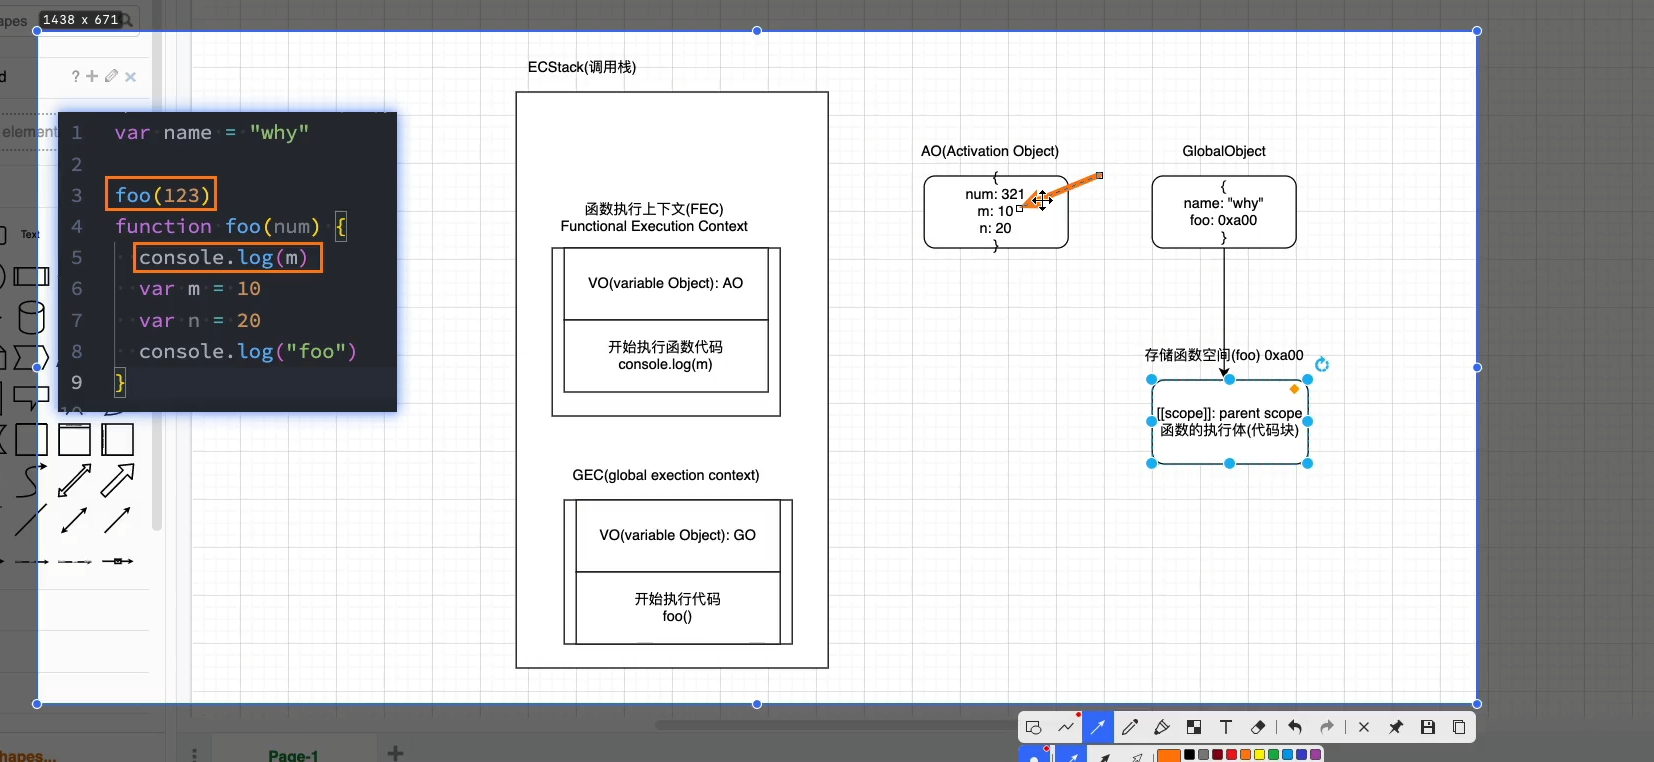 apes
1438 x 671
d
?
element
Text
1 var name = "why"
2
3 foo(123)
4 function foo(num) {
5 console.log(m)
6 var m = 10
7 var n = 20
8 console.log("foo")
9 }
10
ECStack(调用栈)
函数执行上下文(FEC)
Functional Execution Context
VO(variable Object): AO
开始执行函数代码
console.log(m)
GEC(global exection context)
VO(variable Object): GO
开始执行代码
foo()
AO(Activation Object)
{
num: 321
m: 10
n: 20
}
GlobalObject
{
name: "why"
foo: 0xa00
}
存储函数空间(foo) 0xa00
[[scope]]: parent scope
函数的执行体(代码块)
hapes...
Page-1
T